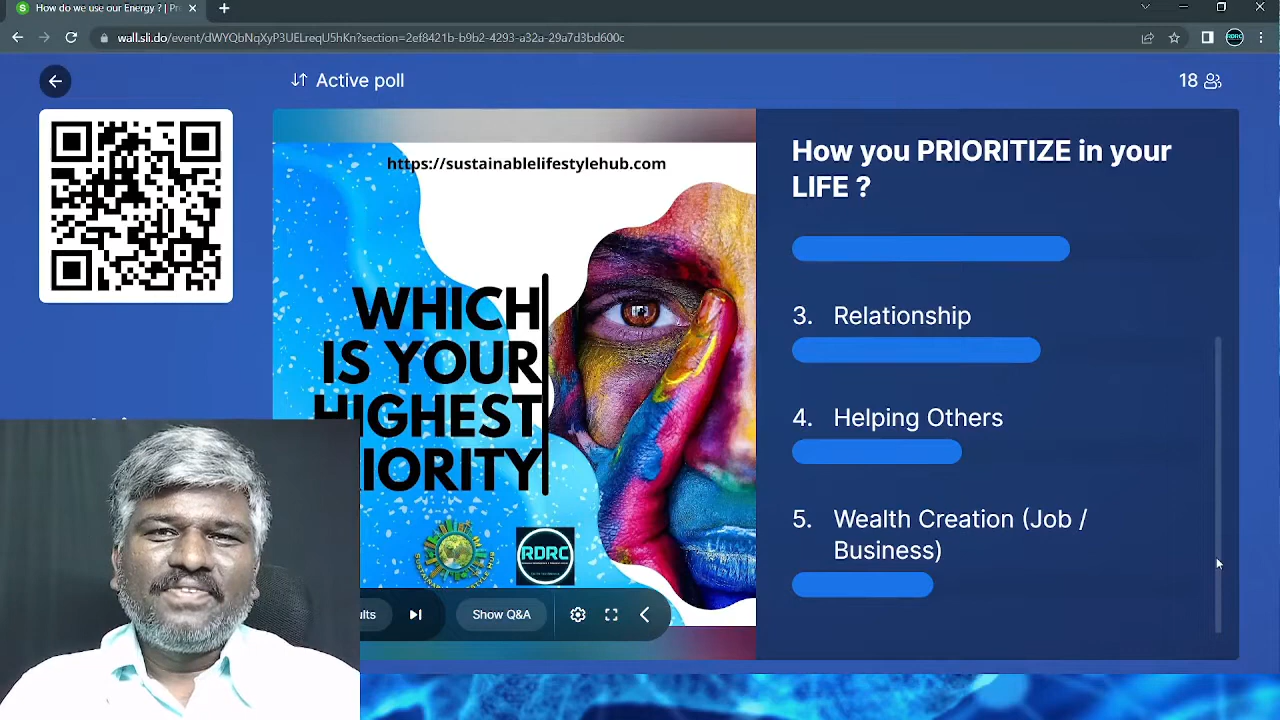 How do we use our Energy ? | Pr
wall.sli.do/event/dWYQbNqXyP3UELreqU5hKn?section=2ef8421b-b9b2-4293-a32a-29a7d3bd600c
Active poll
18
https://sustainablelifestylehub.com
WHICH
IS YOUR
HIGHEST
IORITY
RDRC
ults
Show Q&A
How you PRIORITIZE in your
LIFE ?
3. Relationship
4. Helping Others
5. Wealth Creation (Job /
Business)